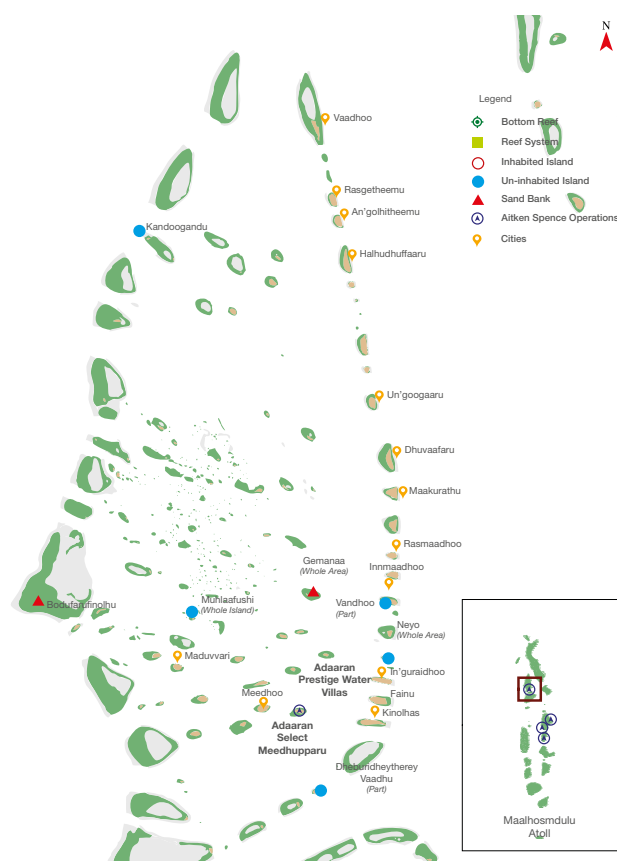 N
Legend
Bottom Reef
Reef System
Inhabited Island
Un-inhabited Island
Sand Bank
Aitken Spence Operations
Cities
Vaadhoo
Rasgetheemu
An'golhitheemu
Kandoogandu
Halhudhuffaaru
Un'googaaru
Dhuvaafaru
Maakurathu
Rasmaadhoo
Gemanaa
(Whole Area)
Innmaadhoo
Bodufarufinolhu
Muhlaafushi
(Whole Island)
Vandhoo
(Part)
Neyo
(Whole Area)
Maduvvari
Adaaran
Prestige Water
Villas
In'guraidhoo
Meedhoo
Fainu
Kinolhas
Adaaran
Select
Meedhupparu
Dheburidheytherey
Vaadhu
(Part)
Maalhosmdulu
Atoll